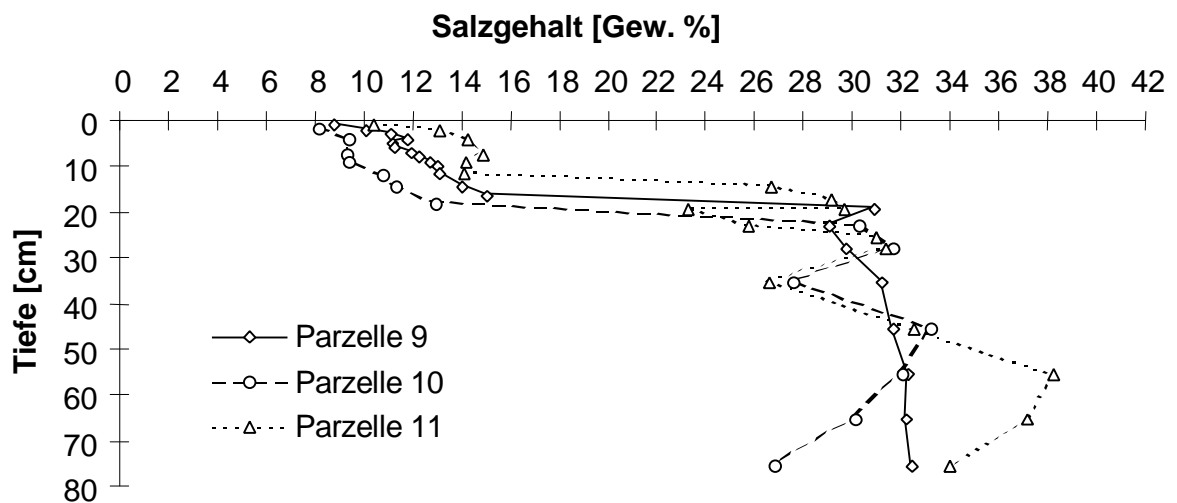 Salzgehalt [Gew. %]
0 2 4 6 8 10 12 14 16 18 20 22 24 26 28 30 32 34 36 38 40 42
0
10
20
30
40
50
60
70
80
Tiefe [cm]
Parzelle 9
Parzelle 10
Parzelle 11